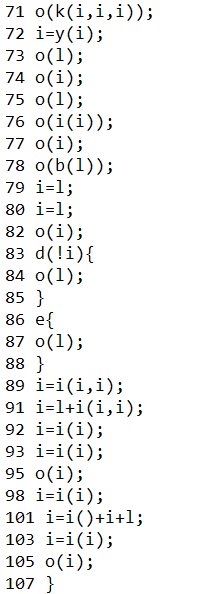 71 o(k(i,i,i));
72 i=y(i);
73 o(l);
74 o(i);
75 o(l);
76 o(i(i));
77 o(i);
78 o(b(l));
79 i=l;
80 i=l;
82 o(i);
83 d(!i){
84 o(l);
85 }
86 e{
87 o(l);
88 }
89 i=i(i,i);
91 i=l+i(i,i);
92 i=i(i);
93 i=i(i);
95 o(i);
98 i=i(i);
101 i=i()+i+l;
103 i=i(i);
105 o(i);
107 }